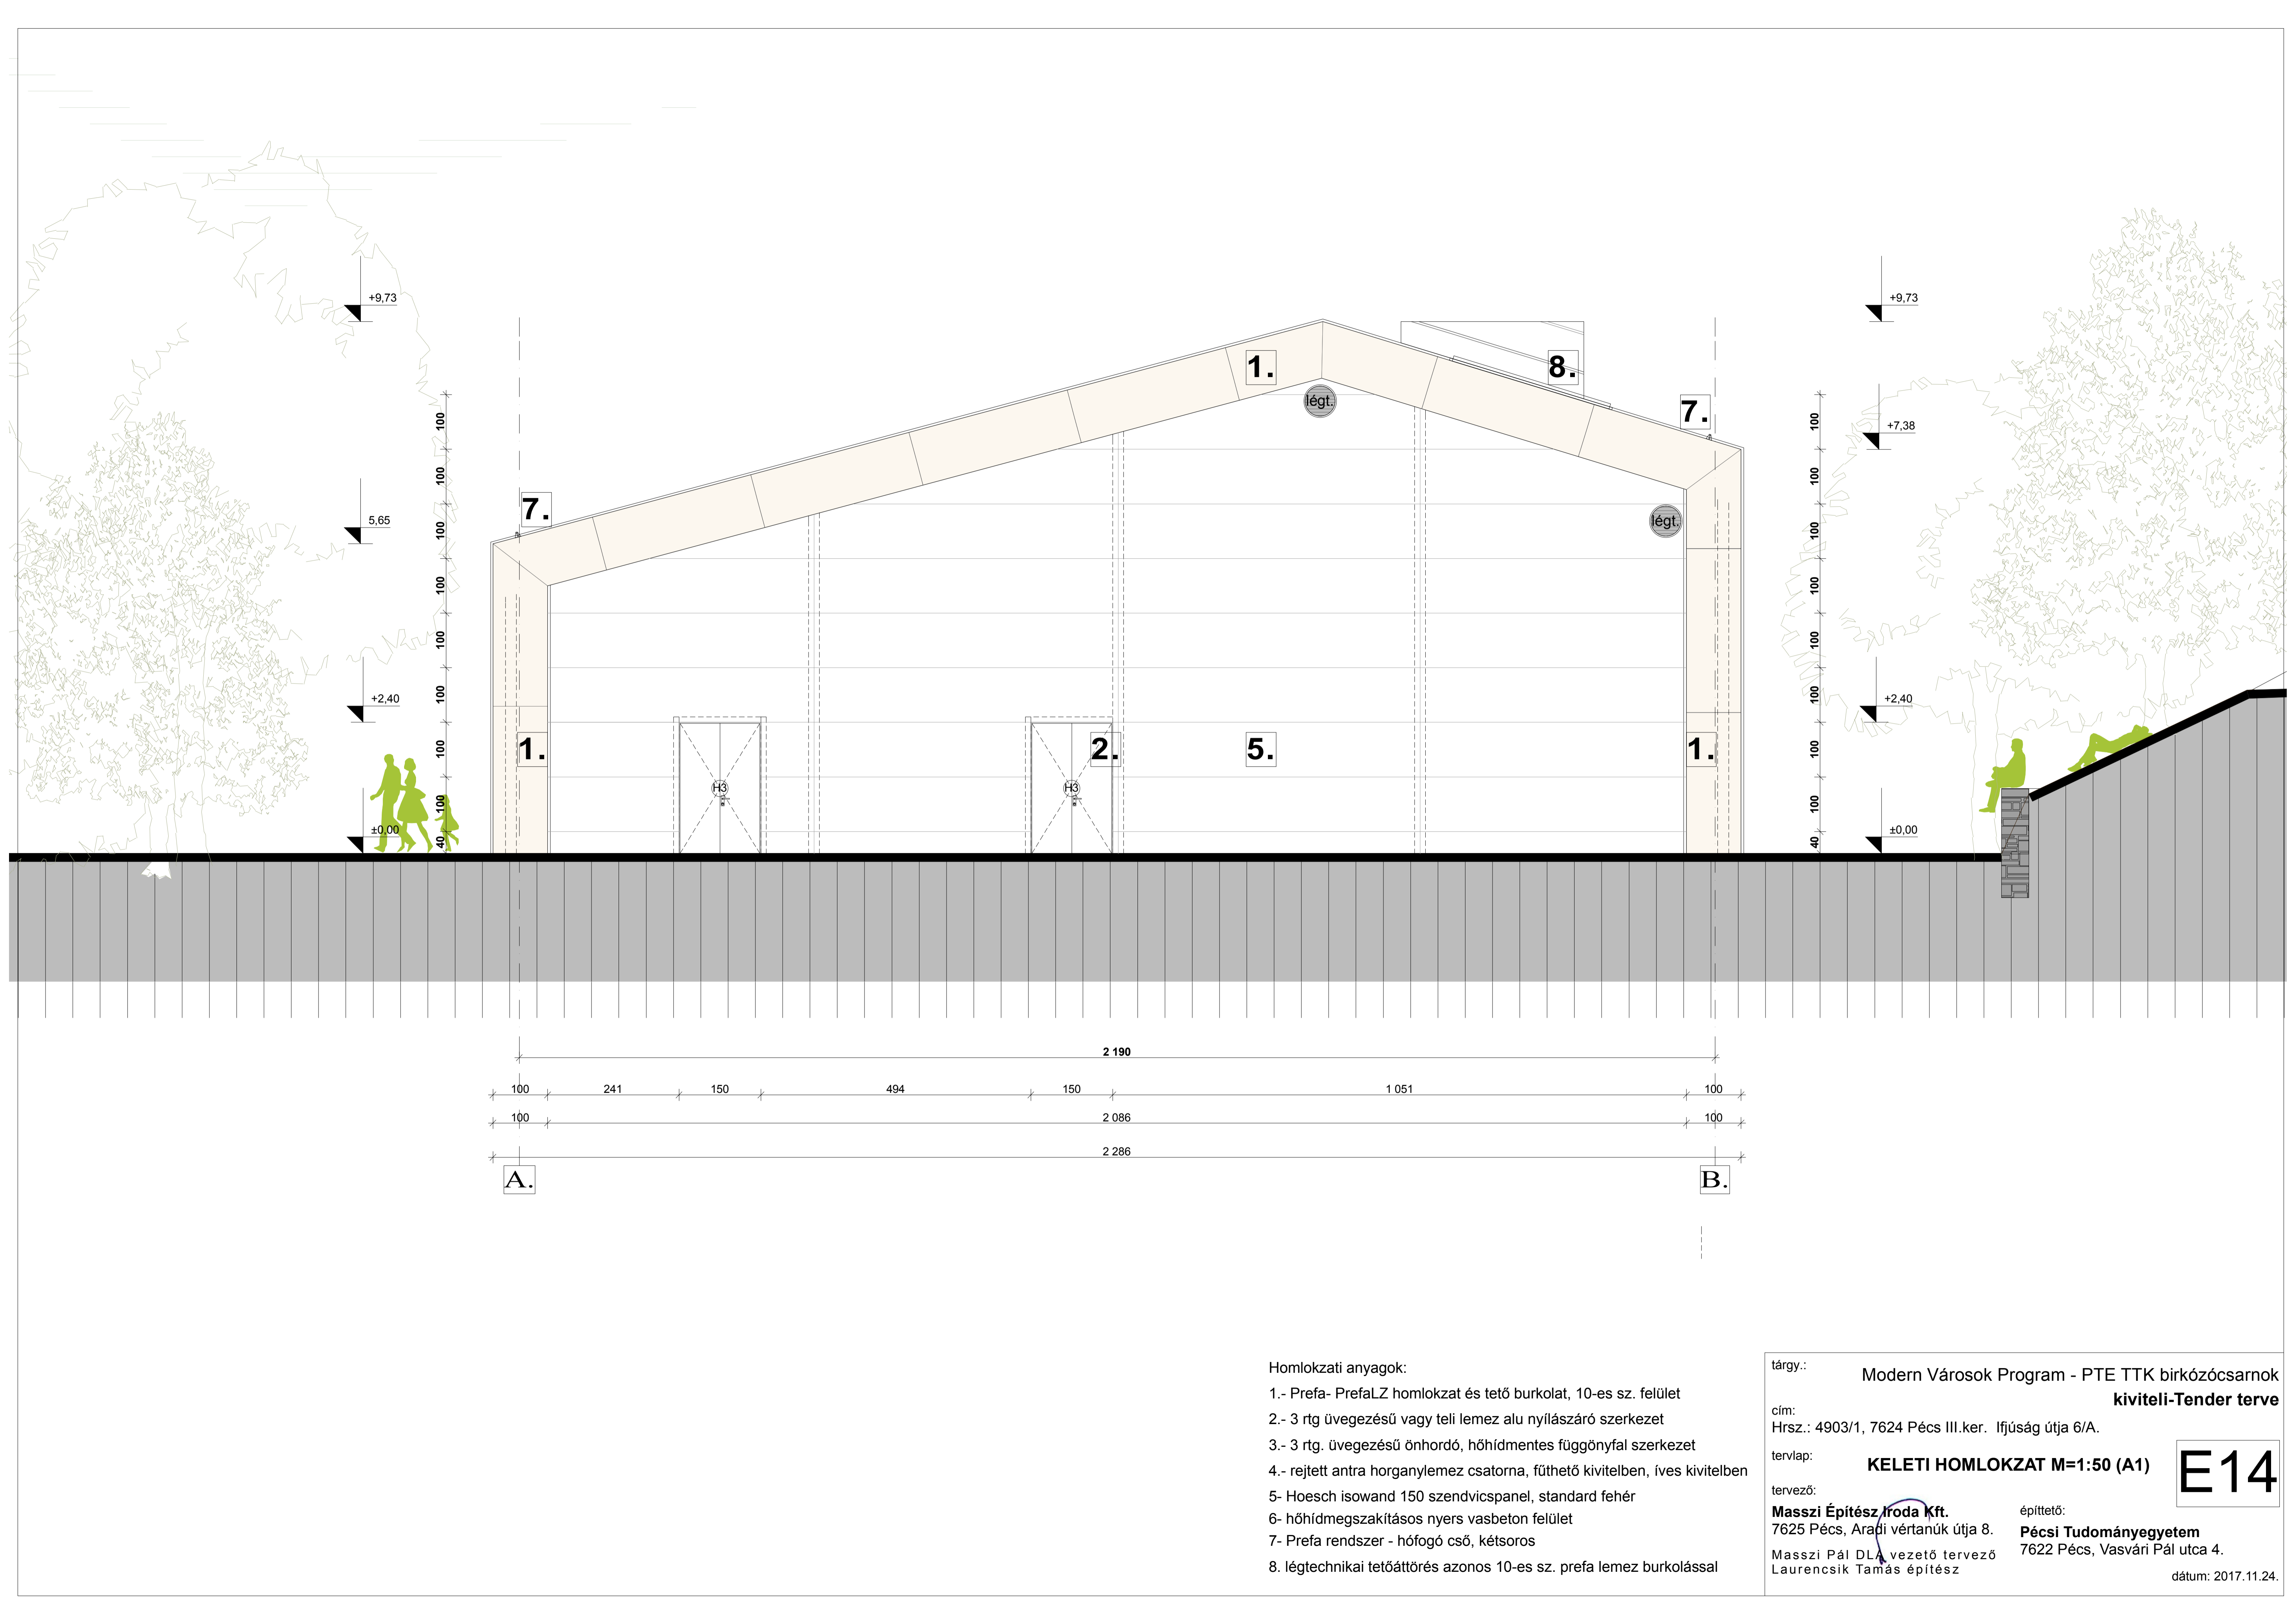 +9,73
+9,73
1.
8.
légt.
7.
+7,38
100
100
100
100
100
100
100
100
40
7.
légt.
5,65
+2,40
+2,40
1.
2.
5.
1.
H3
H3
±0,00
±0,00
100
100
100
100
100
100
100
100
40
2 190
100
241
150
494
150
1 051
100
100
2 086
100
2 286
A.
B.
Homlokzati anyagok:
1.- Prefa- PrefaLZ homlokzat és tető burkolat, 10-es sz. felület
2.- 3 rtg üvegezésű vagy teli lemez alu nyílászáró szerkezet
3.- 3 rtg. üvegezésű önhordó, hőhídmentes függönyfal szerkezet
4.- rejtett antra horganylemez csatorna, fűthető kivitelben, íves kivitelben
5- Hoesch isowand 150 szendvicspanel, standard fehér
6- hőhídmegszakításos nyers vasbeton felület
7- Prefa rendszer - hófogó cső, kétsoros
8. légtechnikai tetőáttörés azonos 10-es sz. prefa lemez burkolással
tárgy.:
Modern Városok Program - PTE TTK birkózócsarnok
kiviteli-Tender terve
cím:
Hrsz.: 4903/1, 7624 Pécs III.ker. Ifjúság útja 6/A.
tervlap:
KELETI HOMLOKZAT M=1:50 (A1)
E14
tervező:
Masszi Építész Iroda Kft.
7625 Pécs, Aradi vértanúk útja 8.
Masszi Pál DLA vezető tervező
Laurencsik Tamás építész
építtető:
Pécsi Tudományegyetem
7622 Pécs, Vasvári Pál utca 4.
dátum: 2017.11.24.